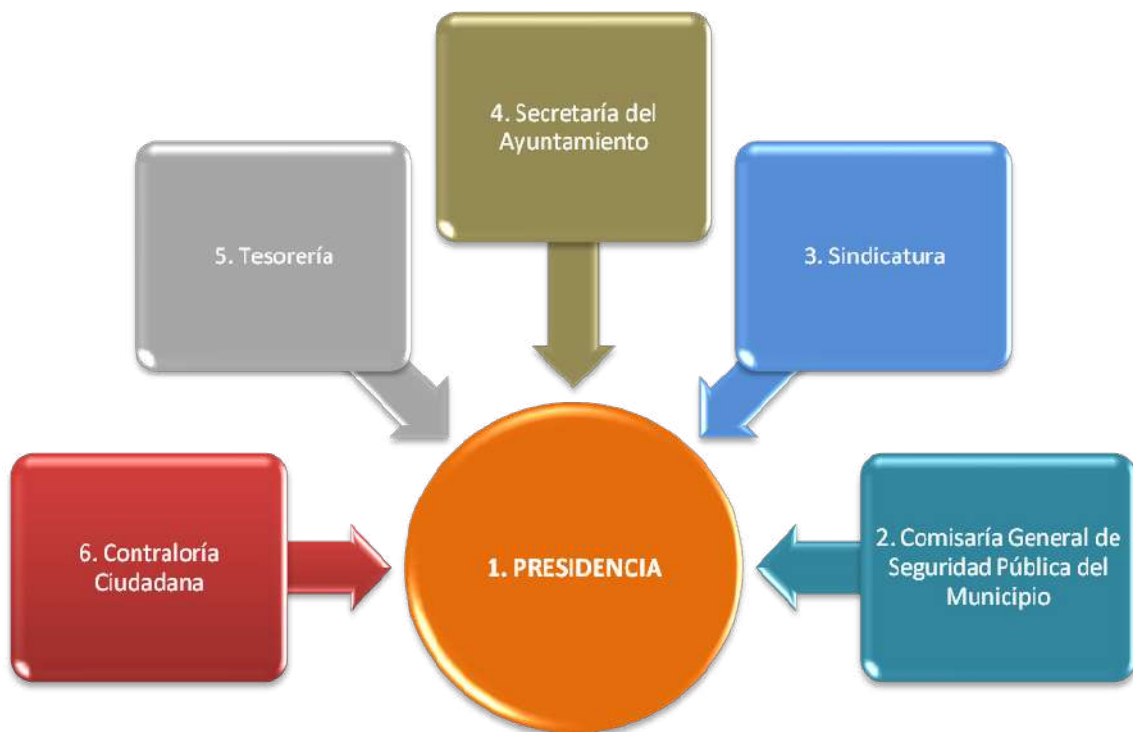 4. Secretaría del
Ayuntamiento
5. Tesorería
3. Sindicatura
6. Contraloría
Ciudadana
1. PRESIDENCIA
2. Comisaría General de
Seguridad Pública del
Municipio